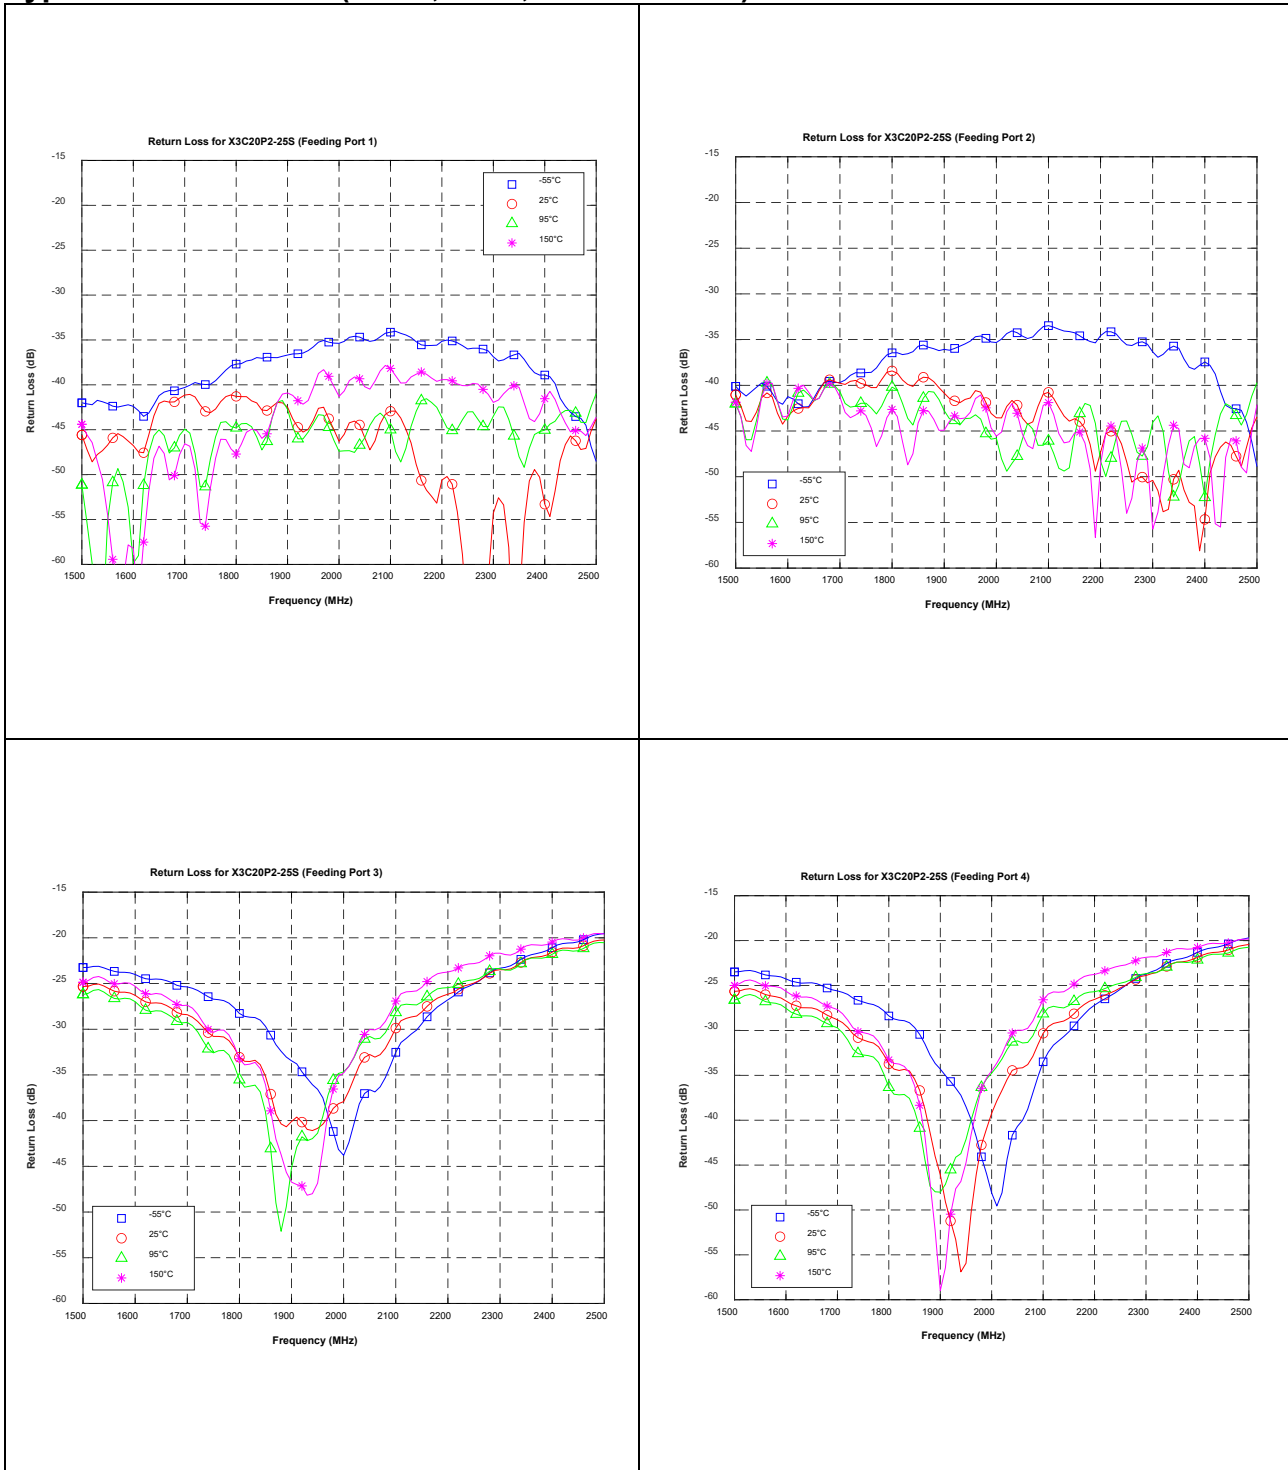 Return Loss for X3C20P2-25S (Feeding Port 1)
-15
-20
-25
-30
-35
-40
-45
-50
-55
-60
Return Loss (dB)
-55°C
25°C
95°C
150°C
1500 1600 1700 1800 1900 2000 2100 2200 2300 2400 2500
Frequency (MHz)
Return Loss for X3C20P2-25S (Feeding Port 2)
-15
-20
-25
-30
-35
-40
-45
-50
-55
-60
Return Loss (dB)
-55°C
25°C
95°C
150°C
1500 1600 1700 1800 1900 2000 2100 2200 2300 2400 2500
Frequency (MHz)
Return Loss for X3C20P2-25S (Feeding Port 3)
-15
-20
-25
-30
-35
-40
-45
-50
-55
-60
Return Loss (dB)
-55°C
25°C
95°C
150°C
1500 1600 1700 1800 1900 2000 2100 2200 2300 2400 2500
Frequency (MHz)
Return Loss for X3C20P2-25S (Feeding Port 4)
-15
-20
-25
-30
-35
-40
-45
-50
-55
-60
Return Loss (dB)
-55°C
25°C
95°C
150°C
1500 1600 1700 1800 1900 2000 2100 2200 2300 2400 2500
Frequency (MHz)